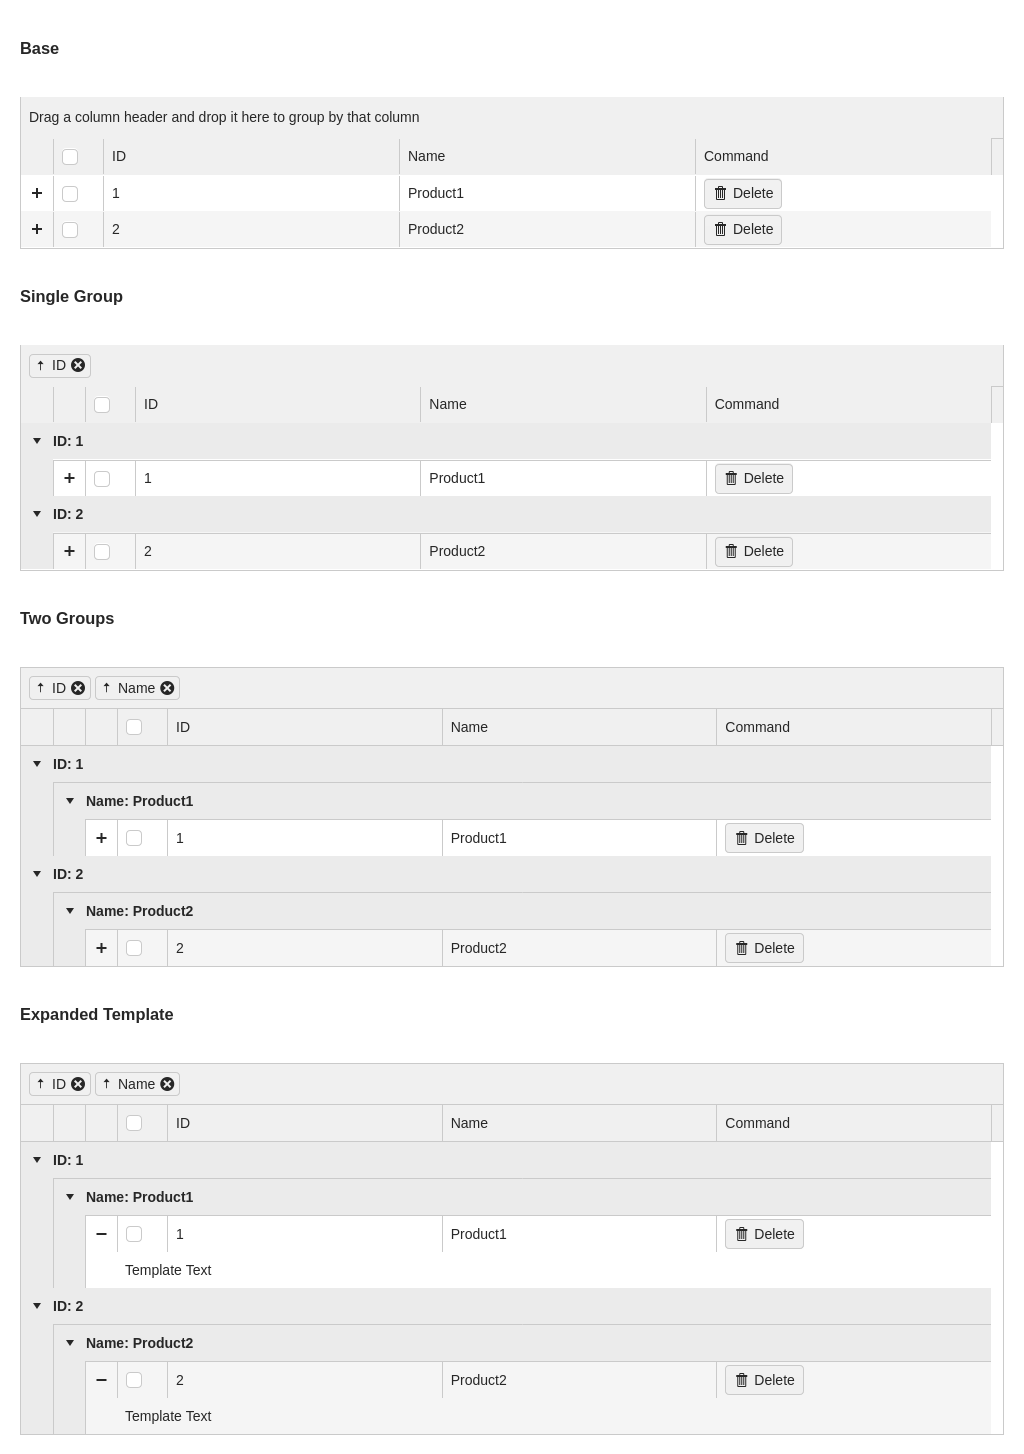 Base
Drag a column header and drop it here to group by that column
ID Name Command
1 Product1 Delete
2 Product2 Delete
Single Group
ID
ID Name Command
ID: 1
1 Product1 Delete
ID: 2
2 Product2 Delete
Two Groups
ID Name
ID Name Command
ID: 1
Name: Product1
1 Product1 Delete
ID: 2
Name: Product2
2 Product2 Delete
Expanded Template
ID Name
ID Name Command
ID: 1
Name: Product1
1 Product1 Delete
Template Text
ID: 2
Name: Product2
2 Product2 Delete
Template Text